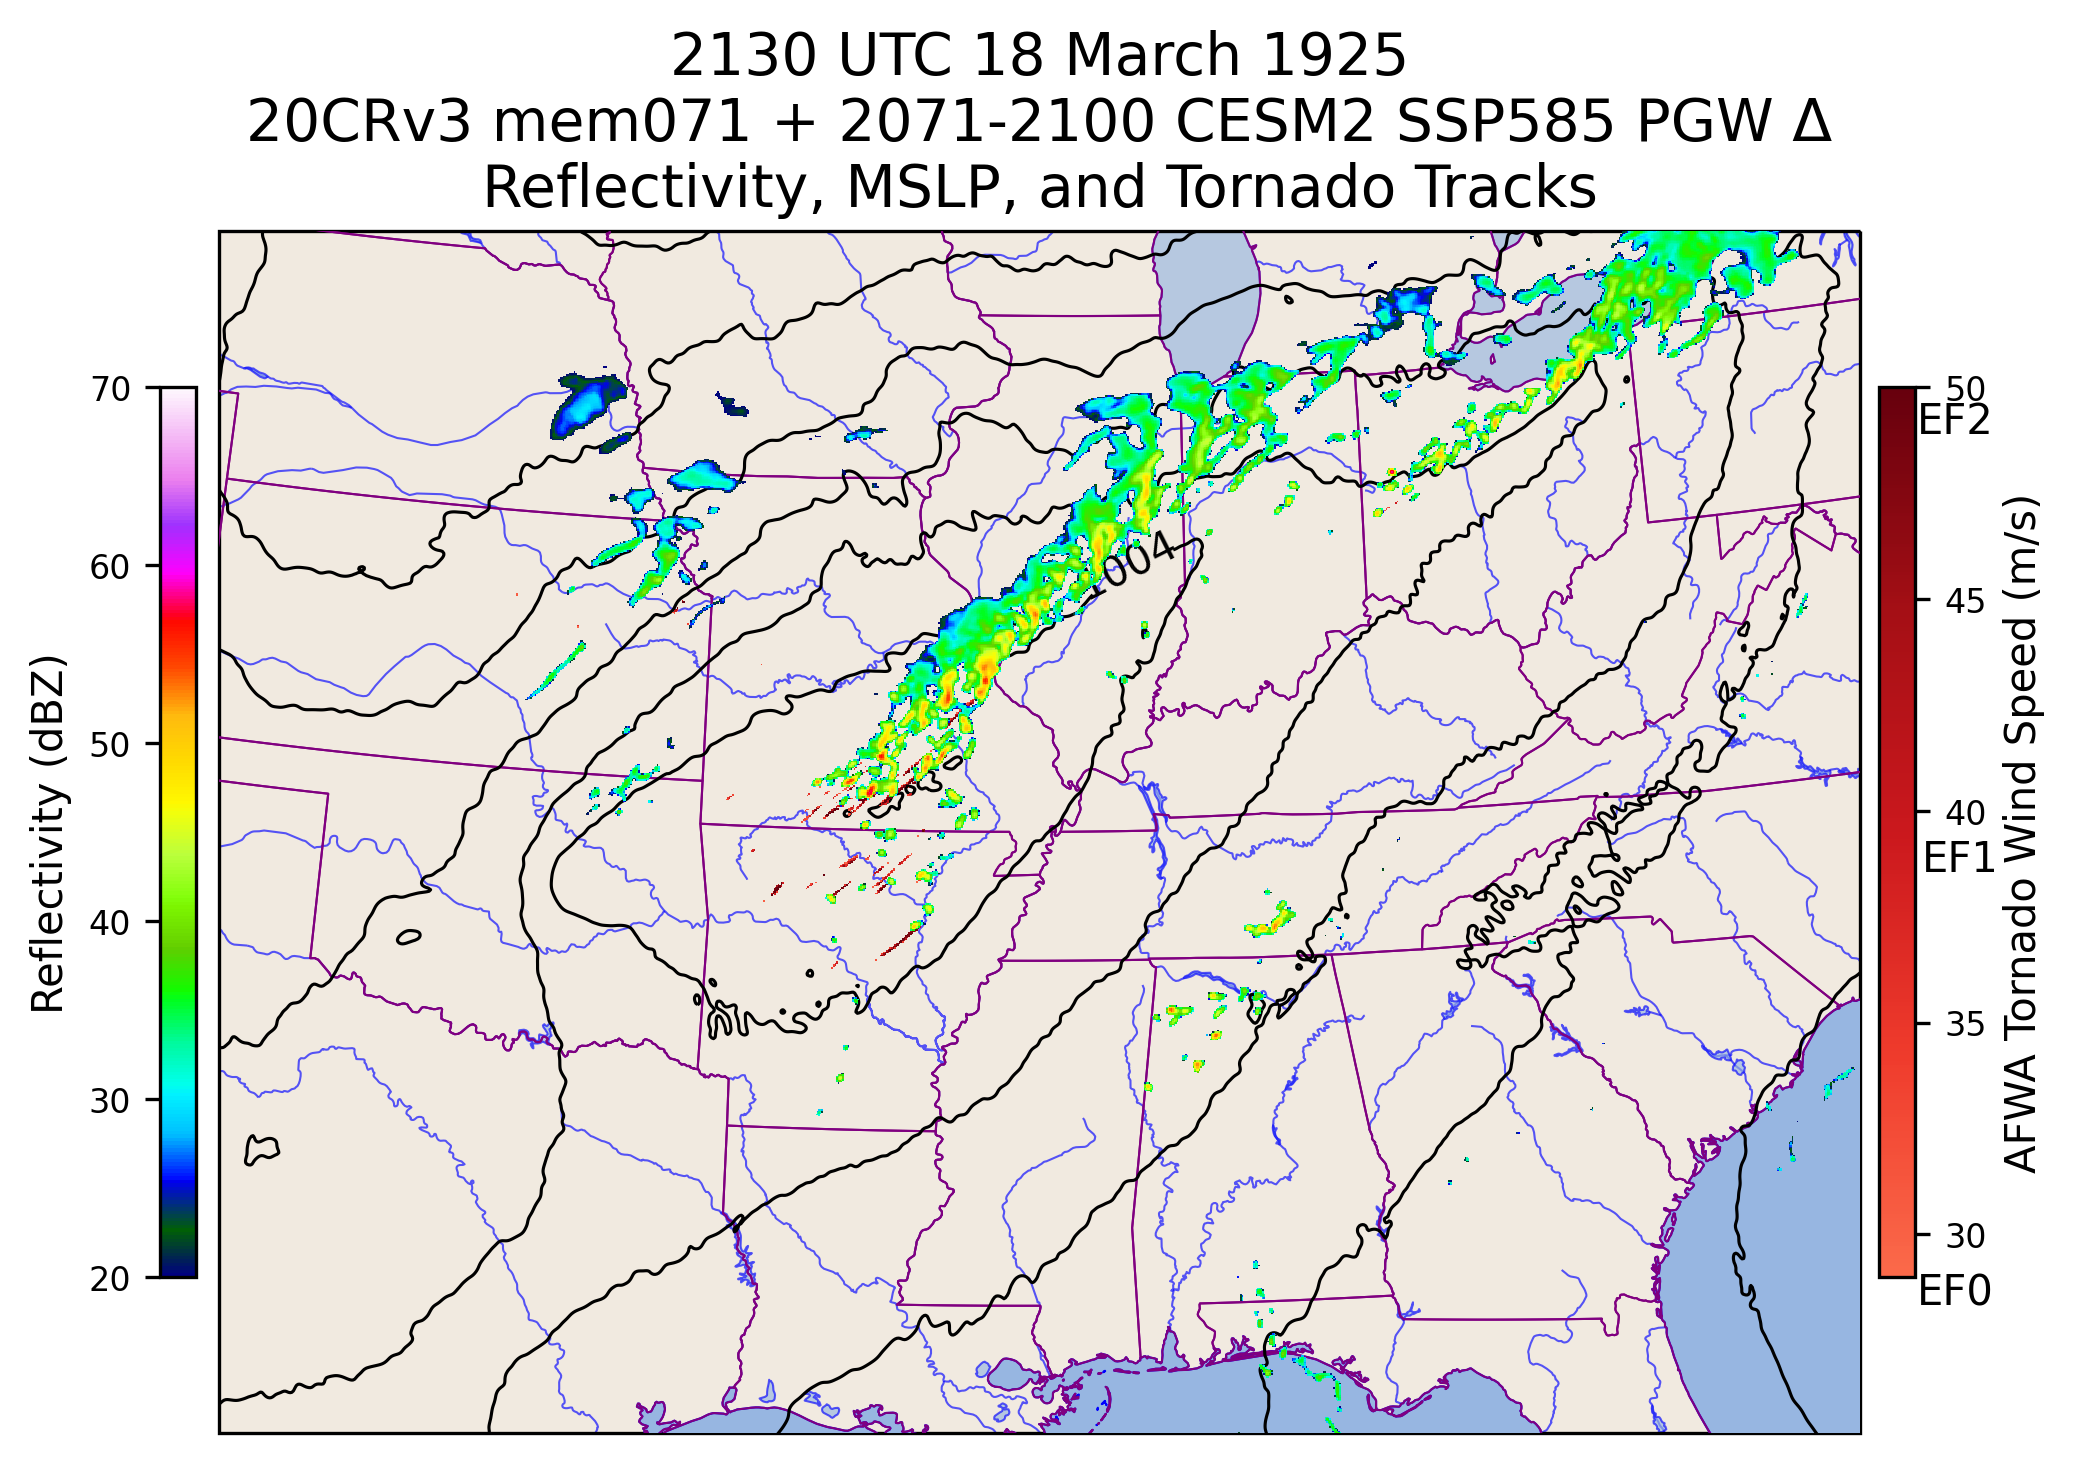 2130 UTC 18 March 1925
20CRv3 mem071 + 2071-2100 CESM2 SSP585 PGW Δ
Reflectivity, MSLP, and Tornado Tracks
70
60
50
40
30
20
Reflectivity (dBZ)
1004
50
EF2
45
40
EF1
35
30
EF0
AFWA Tornado Wind Speed (m/s)